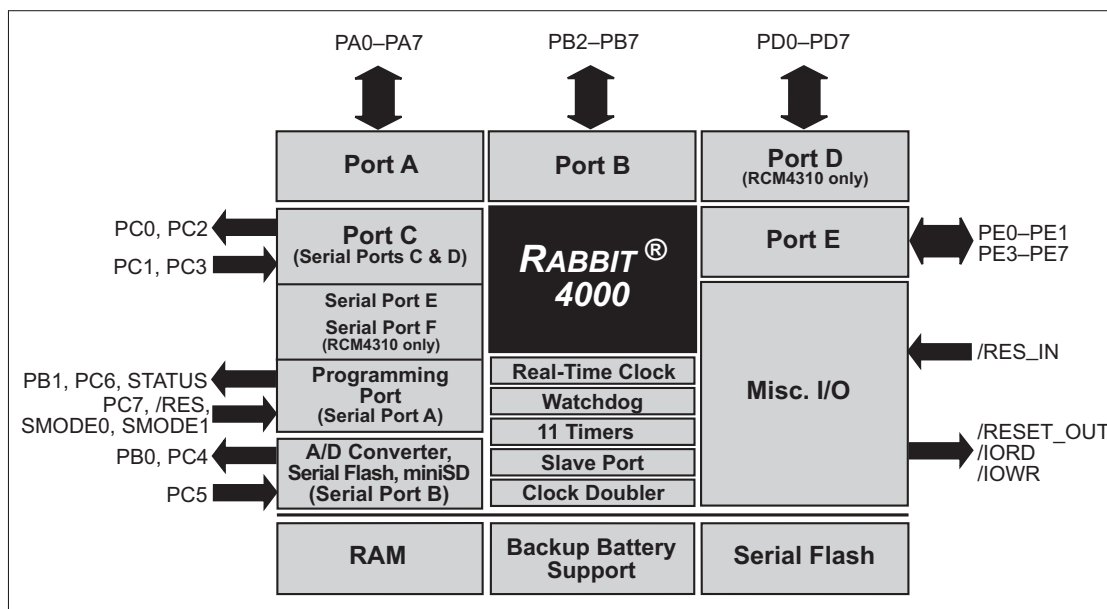 PA0–PA7
PB2–PB7
PD0–PD7
Port A
Port B
Port D
(RCM4310 only)
PC0, PC2
PC1, PC3
Port C
(Serial Ports C & D)
Serial Port E
Serial Port F
(RCM4310 only)
PB1, PC6, STATUS
PC7, /RES,
SMODE0, SMODE1
Programming
Port
(Serial Port A)
PB0, PC4
PC5
A/D Converter,
Serial Flash, miniSD
(Serial Port B)
RABBIT ®
4000
Real-Time Clock
Watchdog
11 Timers
Slave Port
Clock Doubler
Port E
PE0–PE1
PE3–PE7
Misc. I/O
/RES_IN
/RESET_OUT
/IORD
/IOWR
RAM
Backup Battery
Support
Serial Flash